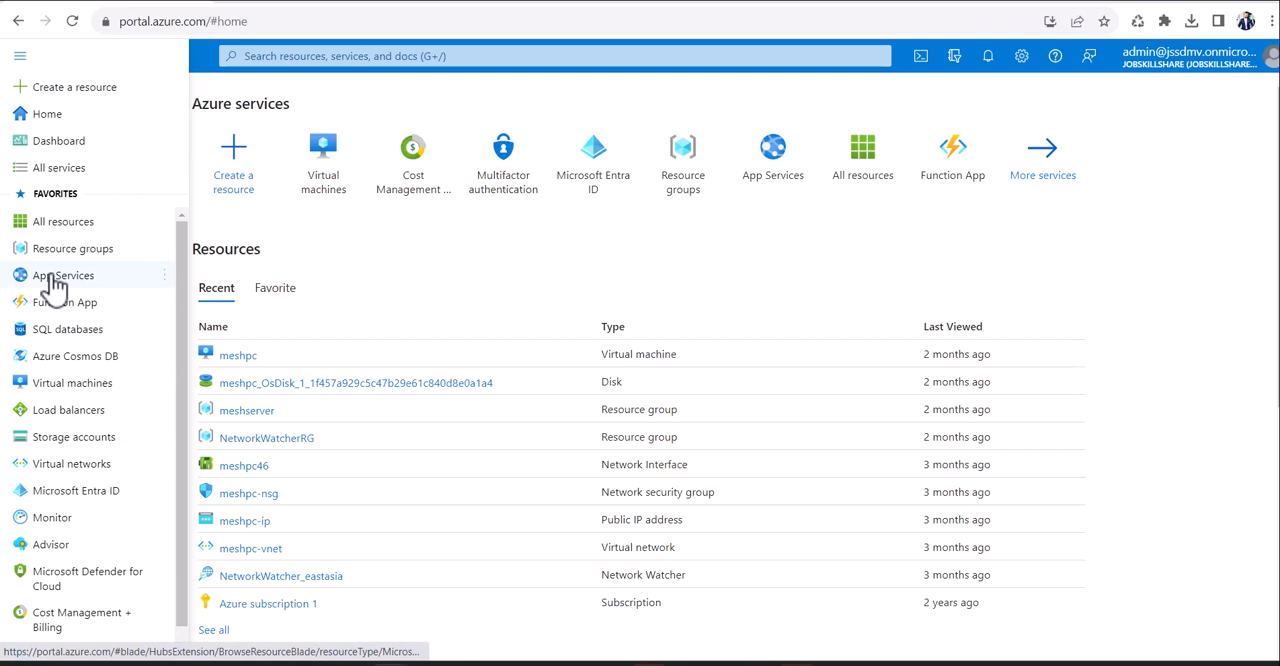 portal.azure.com/#home
Search resources, services, and docs (G+/)
admin@jssdmv.onmicro...
JOBSKILLSHARE (JOBSKILLSHARE....
Create a resource
Home
Dashboard
All services
FAVORITES
All resources
Resource groups
App Services
Function App
SQL databases
Azure Cosmos DB
Virtual machines
Load balancers
Storage accounts
Virtual networks
Microsoft Entra ID
Monitor
Advisor
Microsoft Defender for
Cloud
Cost Management +
Billing
Azure services
Create a
resource
Virtual
machines
Cost
Management ...
Multifactor
authentication
Microsoft Entra
ID
Resource
groups
App Services
All resources
Function App
More services
Resources
Recent Favorite
Name Type Last Viewed
meshpc Virtual machine 2 months ago
meshpc_OsDisk_1_1f457a929c5c47b29e61c840d8e0a1a4 Disk 2 months ago
meshserver Resource group 2 months ago
NetworkWatcherRG Resource group 2 months ago
meshpc46 Network Interface 3 months ago
meshpc-nsg Network security group 3 months ago
meshpc-ip Public IP address 3 months ago
meshpc-vnet Virtual network 3 months ago
NetworkWatcher_eastasia Network Watcher 3 months ago
Azure subscription 1 Subscription 2 years ago
See all
https://portal.azure.com/#blade/HubsExtension/BrowseResourceBlade/resourceType/Micros...